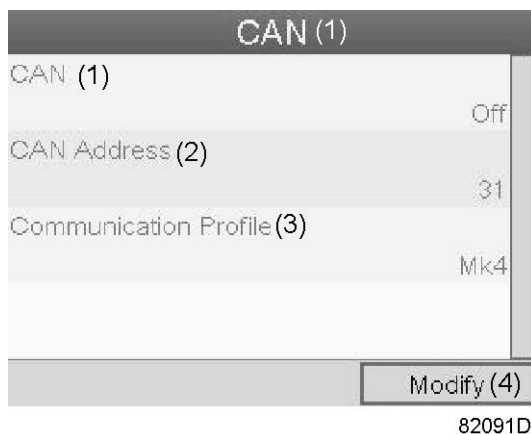 CAN (1)
CAN (1)
Off
CAN Address (2)
31
Communication Profile (3)
Mk4
Modify (4)
82091D